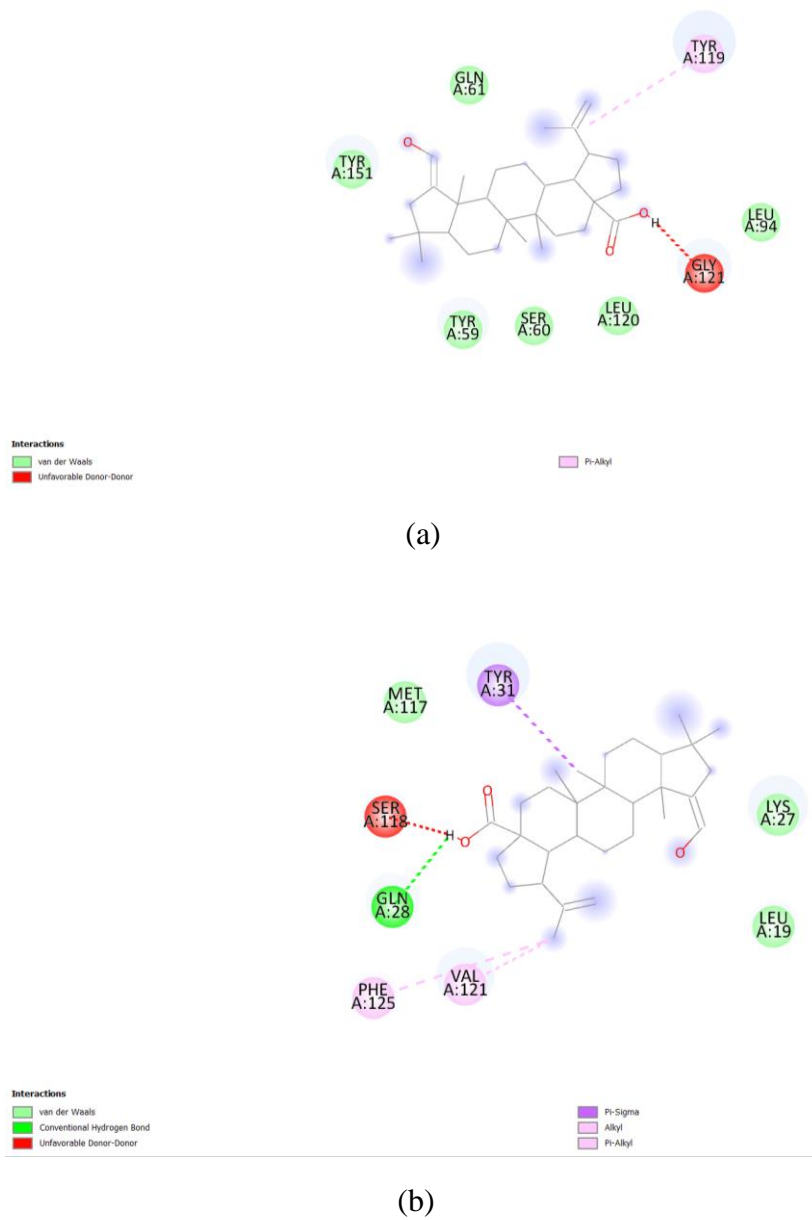 TYR
A:119
GLN
A:61
O
TYR
A:151
O
H
O
LEU
A:94
GLY
A:121
TYR
A:59
SER
A:60
LEU
A:120
Interactions
van der Waals
Unfavorable Donor-Donor
Pi-Alkyl
(a)
TYR
A:31
MET
A:117
O
SER
A:118
H
O
LYS
A:27
O
GLN
A:28
LEU
A:19
PHE
A:125
VAL
A:121
Interactions
van der Waals
Conventional Hydrogen Bond
Unfavorable Donor-Donor
Pi-Sigma
Alkyl
Pi-Alkyl
(b)